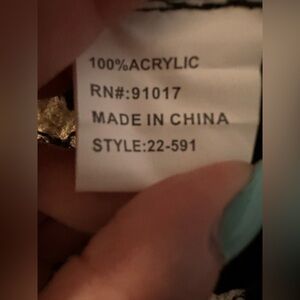 100%ACRYLIC
RN#:91017
MADE IN CHINA
STYLE:22-591